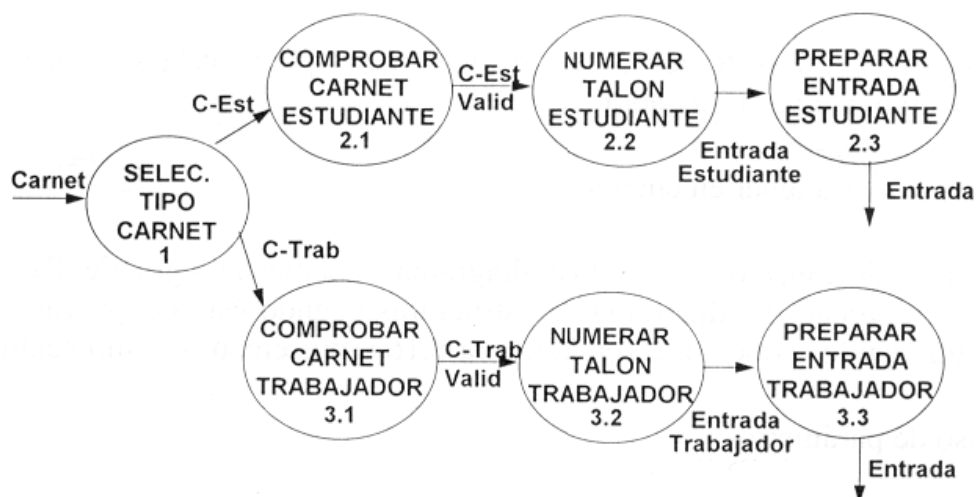 Carnet
SELEC.
TIPO
CARNET
1
C-Est
COMPROBAR
CARNET
ESTUDIANTE
2.1
C-Est
Valid
NUMERAR
TALON
ESTUDIANTE
2.2
Entrada
Estudiante
PREPARAR
ENTRADA
ESTUDIANTE
2.3
Entrada
C-Trab
COMPROBAR
CARNET
TRABAJADOR
3.1
C-Trab
Valid
NUMERAR
TALON
TRABAJADOR
3.2
Entrada
Trabajador
PREPARAR
ENTRADA
TRABAJADOR
3.3
Entrada